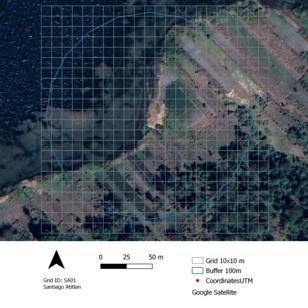 0 25 50 m
Grid ID: SA01
Santiago Atitlan
Grid 10x10 m
Buffer 100m
CoordinatesUTM
Google Satellite